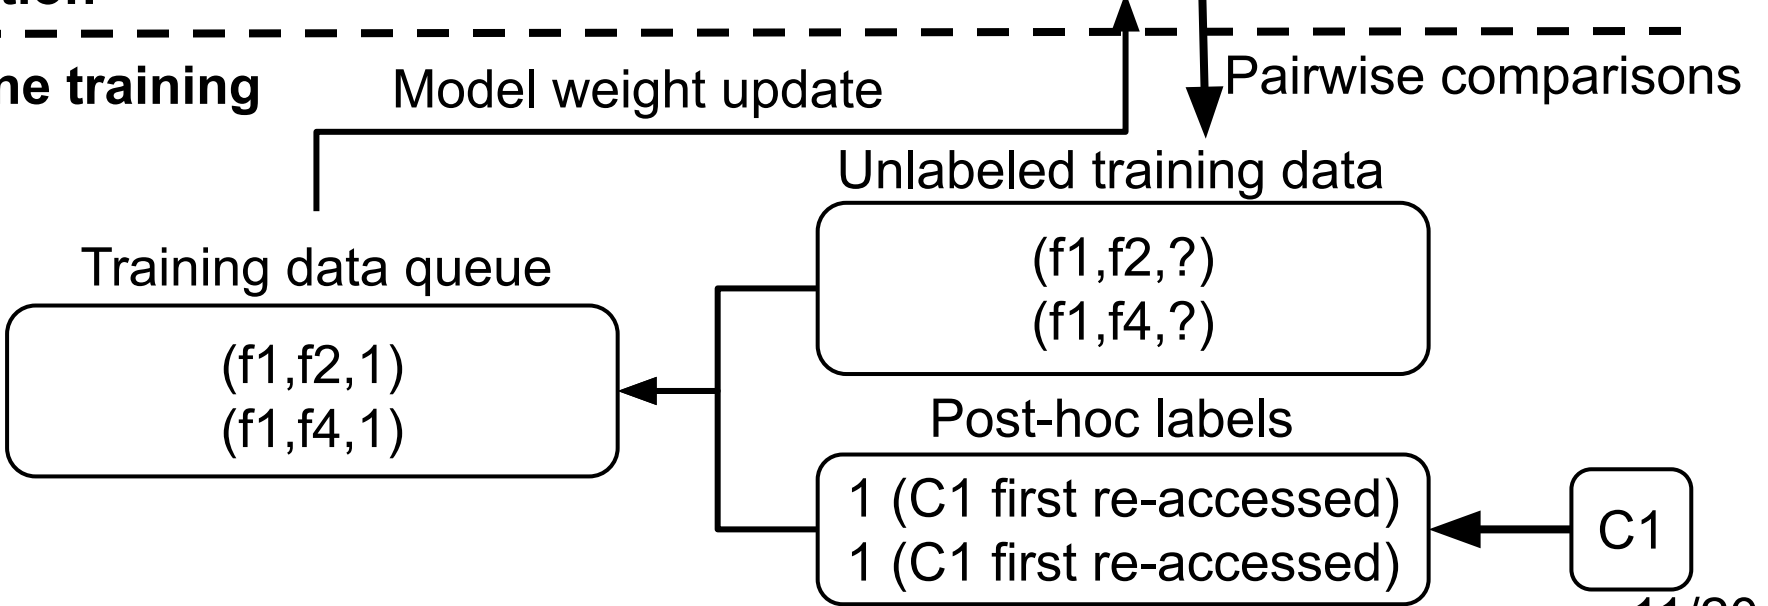 Model weight update
training
Pairwise comparisons
Unlabeled training data
(f1,f2,?)
(f1,f4,?)
Training data queue
(f1,f2,1)
(f1,f4,1)
Post-hoc labels
1 (C1 first re-accessed)
1 (C1 first re-accessed)
C1